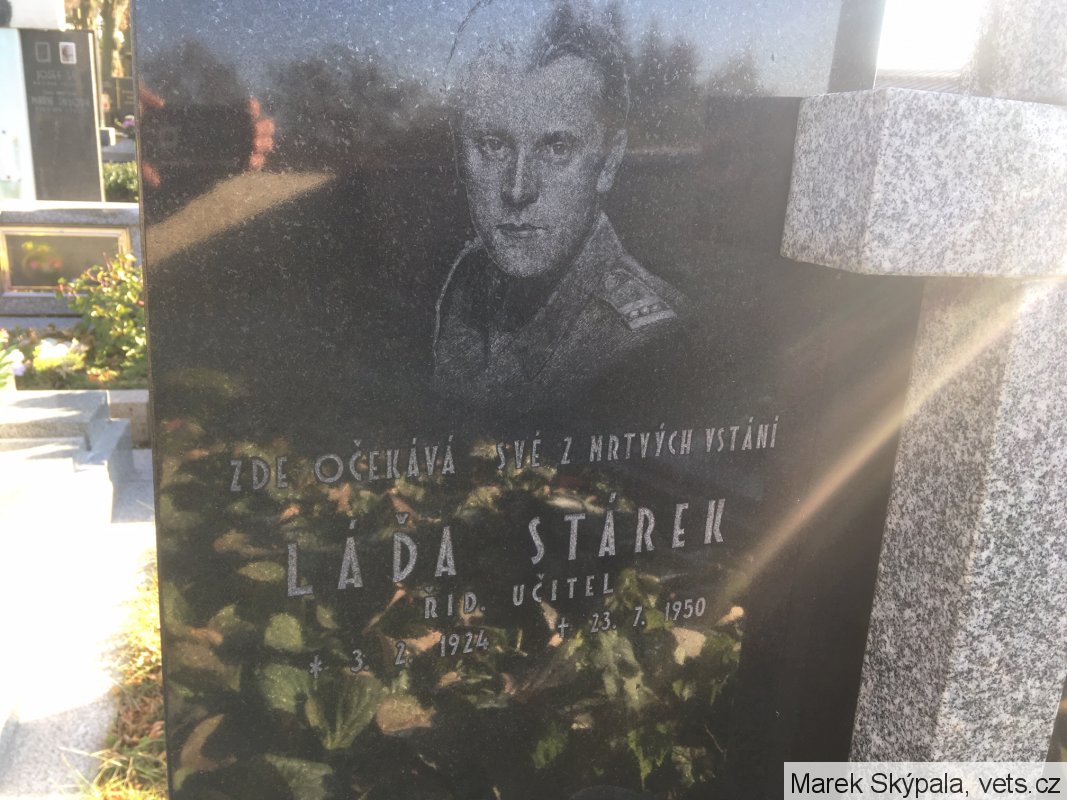 ZDE OČEKÁVÁ SVÉ Z MRTVÝCH VSTÁNÍ
LÁĎA STÁREK
ŘID. UČITEL
* 3. 2. 1924 + 23. 7. 1950
Marek Skýpala, vets.cz